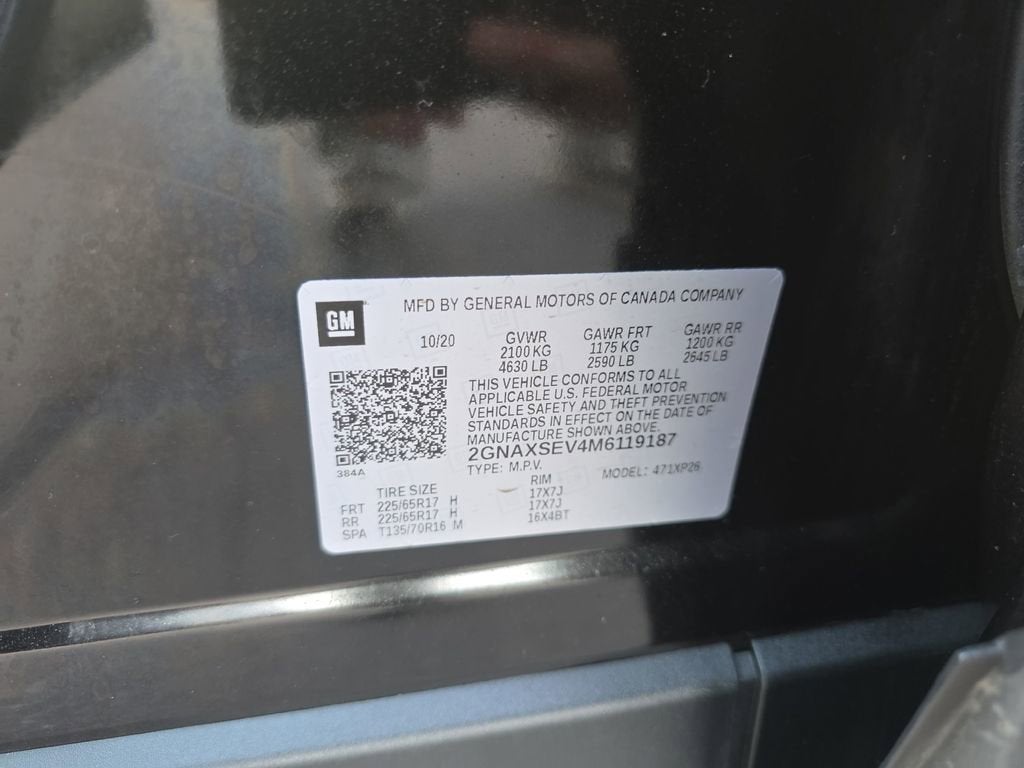 GM
MFD BY GENERAL MOTORS OF CANADA COMPANY
10/20 GVWR GAWR FRT GAWR RR
2100 KG 1175 KG 1200 KG
4630 LB 2590 LB 2645 LB
THIS VEHICLE CONFORMS TO ALL
APPLICABLE U.S. FEDERAL MOTOR
VEHICLE SAFETY AND THEFT PREVENTION
STANDARDS IN EFFECT ON THE DATE OF
MANUFACTURE SHOWN ABOVE.
2GNAXSEV4M6119187
384A
TYPE: M.P.V. MODEL: 471XP26
TIRE SIZE RIM
FRT 225/65R17 H 17X7J
RR 225/65R17 H 17X7J
SPA T135/70R16 M 16X4BT